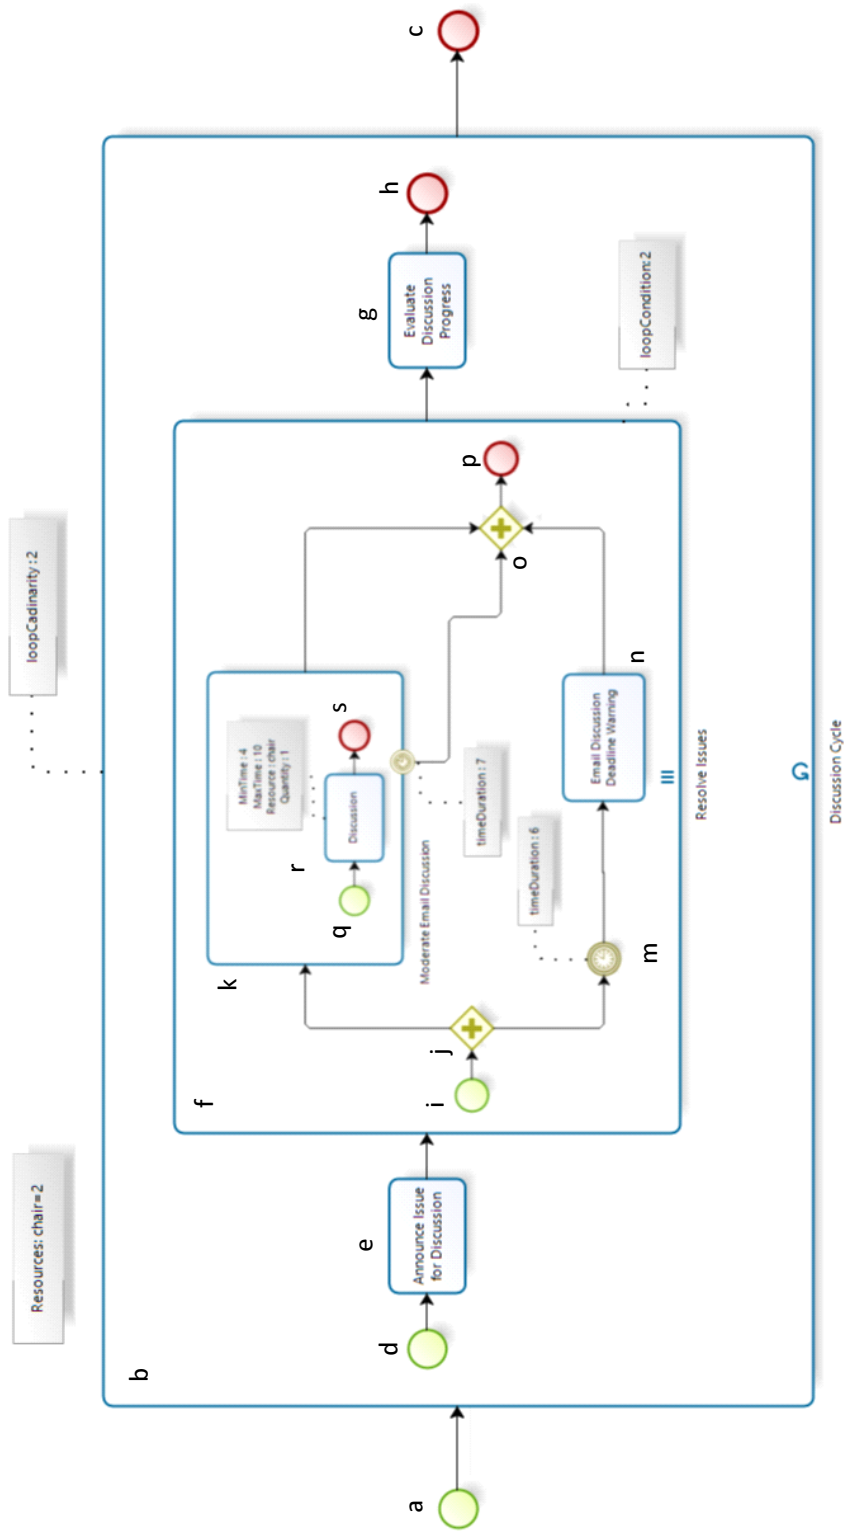 Resources: chair=2
loopCadinarity : 2
a
b
c
d
e
Announce Issue
for Discussion
f
i
j
k
q
r
Discussion
s
MinTime : 4
MaxTime : 10
Resource : chair
Quantity : 1
Moderate Email Discussion
timeDuration : 7
timeDuration : 6
m
Email Discussion
Deadline Warning
n
o
p
g
Evaluate
Discussion
Progress
h
loopCondition:2
Resolve Issues
Discussion Cycle